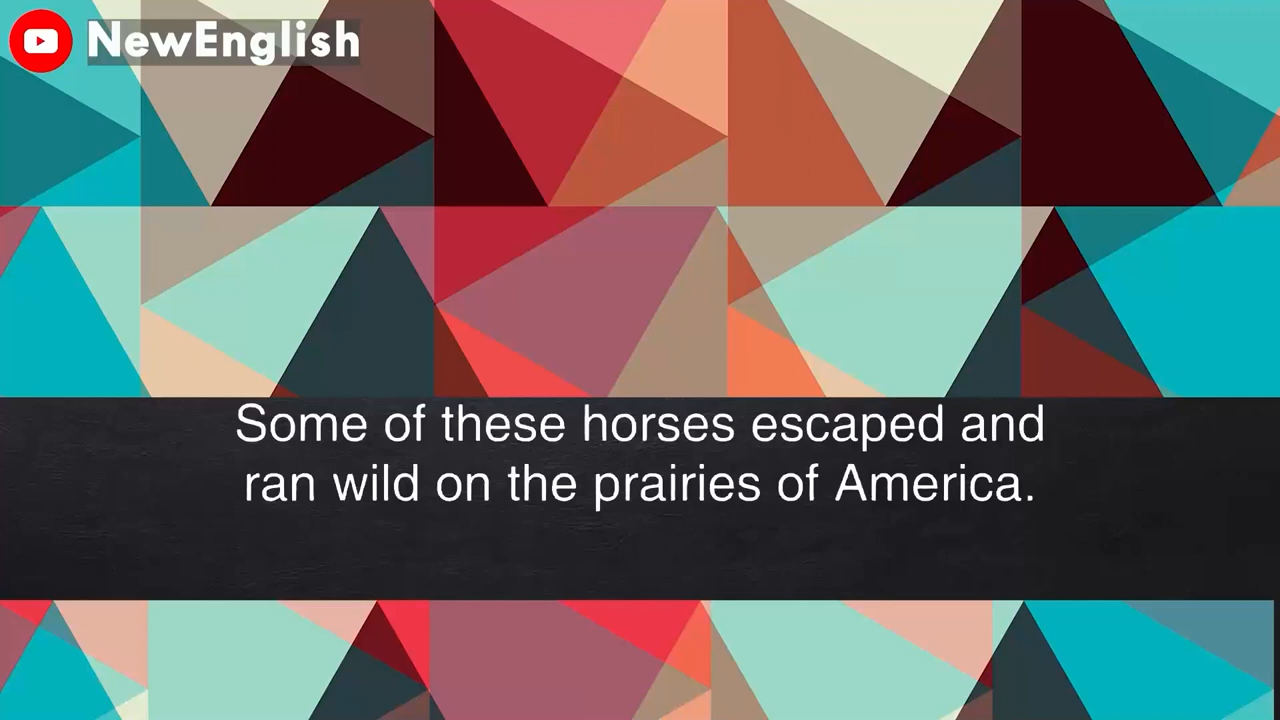 NewEnglish
Some of these horses escaped and
ran wild on the prairies of America.